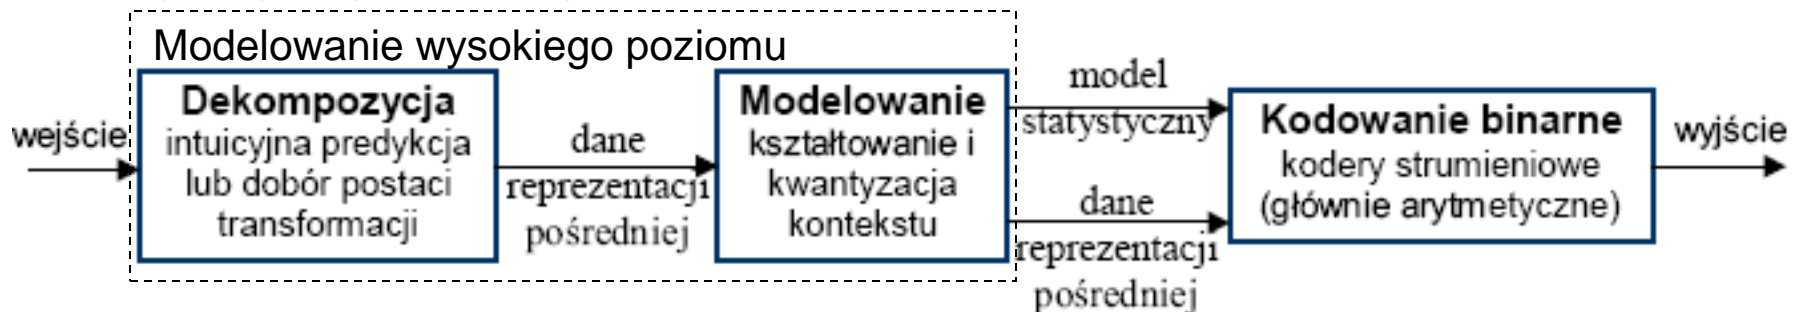 Modelowanie wysokiego poziomu
wejście
Dekompozycja
intuicyjna predykcja
lub dobór postaci
transformacji
dane
reprezentacji
pośredniej
Modelowanie
kształtowanie i
kwantyzacja
kontekstu
model
statystyczny
dane
reprezentacji
pośredniej
Kodowanie binarne
kodery strumieniowe
(głównie arytmetyczne)
wyjście